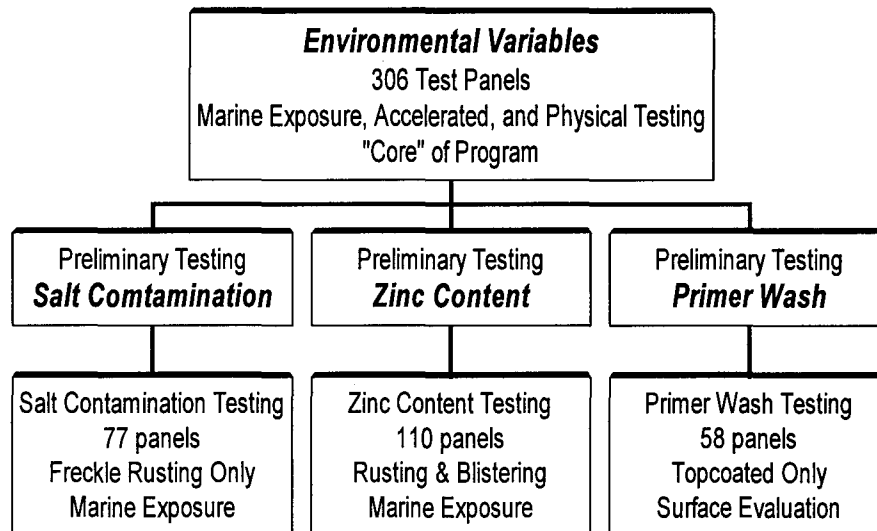 Environmental Variables
306 Test Panels
Marine Exposure, Accelerated, and Physical Testing
"Core" of Program
Preliminary Testing
Salt Comtamination
Preliminary Testing
Zinc Content
Preliminary Testing
Primer Wash
Salt Contamination Testing
77 panels
Freckle Rusting Only
Marine Exposure
Zinc Content Testing
110 panels
Rusting & Blistering
Marine Exposure
Primer Wash Testing
58 panels
Topcoated Only
Surface Evaluation